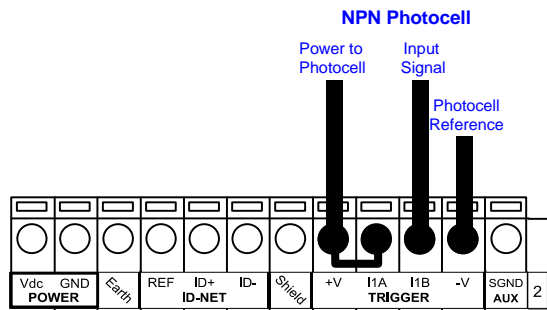 NPN Photocell
Power to
Photocell
Input
Signal
Photocell
Reference
Vdc GND Earth REF ID+ ID- Shield +V I1A I1B -V SGND 2
POWER ID-NET TRIGGER AUX